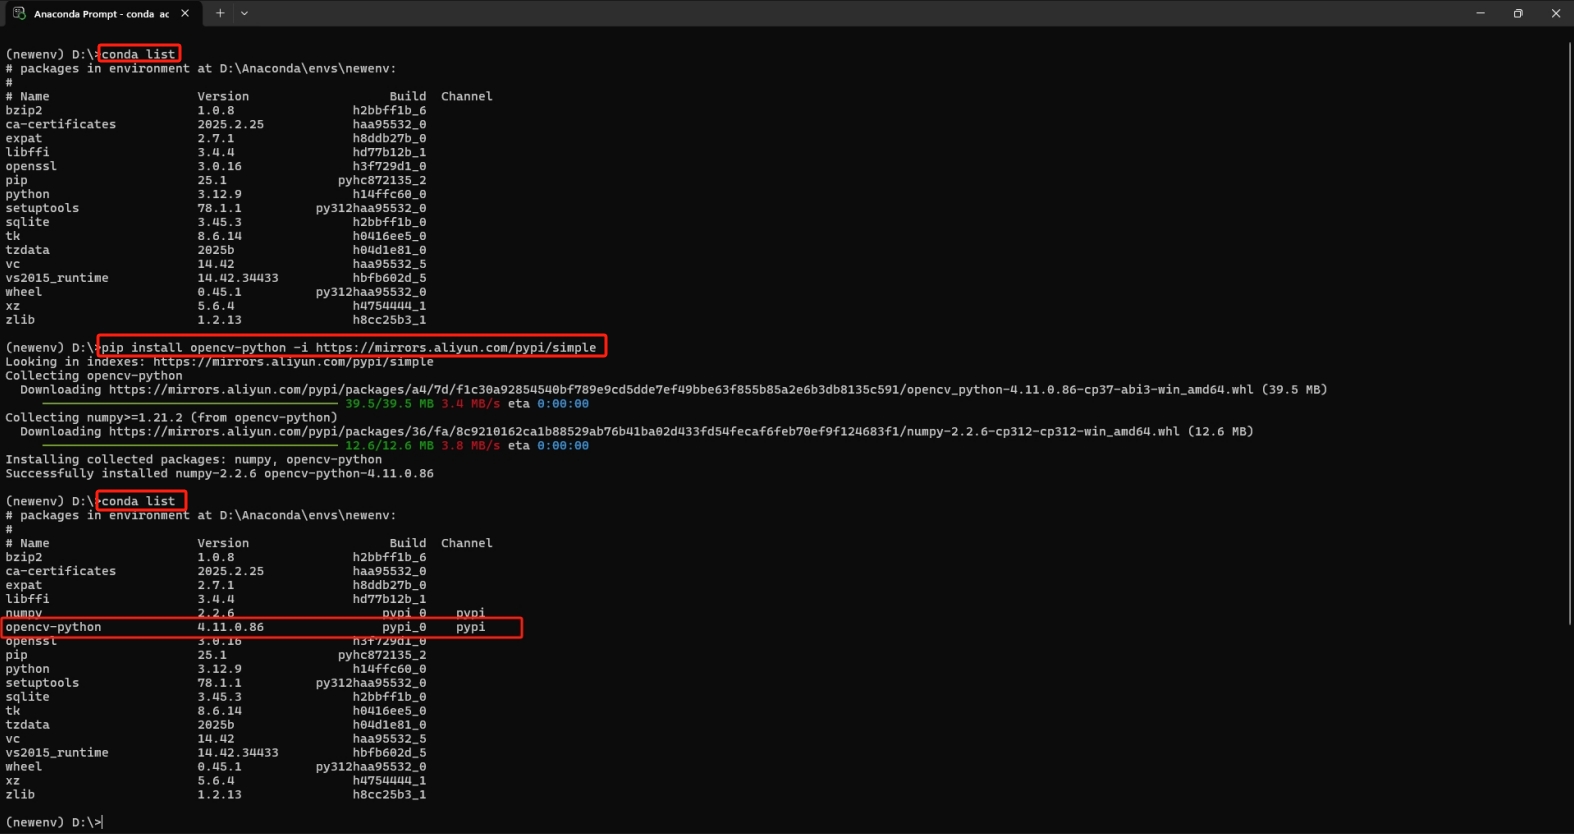 Anaconda Prompt - conda ac
(newenv) D:\>conda list
# packages in environment at D:\Anaconda\envs\newenv:
#
# Name Version Build Channel
bzip2 1.0.8 h2bbff1b_6
ca-certificates 2025.2.25 haa95532_0
expat 2.7.1 h8ddb27b_0
libffi 3.4.4 hd77b12b_1
openssl 3.0.16 h3f729d1_0
pip 25.1 pyhc872135_2
python 3.12.9 h14ffc60_0
setuptools 78.1.1 py312haa95532_0
sqlite 3.45.3 h2bbff1b_0
tk 8.6.14 h0416ee5_0
tzdata 2025b h04d1e81_0
vc 14.42 haa95532_5
vs2015_runtime 14.42.34433 hbfb602d_5
wheel 0.45.1 py312haa95532_0
xz 5.6.4 h4754444_1
zlib 1.2.13 h8cc25b3_1
(newenv) D:\>pip install opencv-python -i https://mirrors.aliyun.com/pypi/simple
Looking in indexes: https://mirrors.aliyun.com/pypi/simple
Collecting opencv-python
Downloading https://mirrors.aliyun.com/pypi/packages/a4/7d/f1c30a92854540bf789e9cd5dde7ef49bbe63f855b85a2e6b3db8135c591/opencv_python-4.11.0.86-cp37-abi3-win_amd64.whl (39.5 MB)
39.5/39.5 MB 3.4 MB/s eta 0:00:00
Collecting numpy>=1.21.2 (from opencv-python)
Downloading https://mirrors.aliyun.com/pypi/packages/36/fa/8c9210162ca1b88529ab76b41ba02d433fd54fecaf6feb70ef9f124683f1/numpy-2.2.6-cp312-cp312-win_amd64.whl (12.6 MB)
12.6/12.6 MB 3.8 MB/s eta 0:00:00
Installing collected packages: numpy, opencv-python
Successfully installed numpy-2.2.6 opencv-python-4.11.0.86
(newenv) D:\>conda list
# packages in environment at D:\Anaconda\envs\newenv:
#
# Name Version Build Channel
bzip2 1.0.8 h2bbff1b_6
ca-certificates 2025.2.25 haa95532_0
expat 2.7.1 h8ddb27b_0
libffi 3.4.4 hd77b12b_1
numpy 2.2.6 pypi_0 pypi
opencv-python 4.11.0.86 pypi_0 pypi
openssl 3.0.16 h3f729d1_0
pip 25.1 pyhc872135_2
python 3.12.9 h14ffc60_0
setuptools 78.1.1 py312haa95532_0
sqlite 3.45.3 h2bbff1b_0
tk 8.6.14 h0416ee5_0
tzdata 2025b h04d1e81_0
vc 14.42 haa95532_5
vs2015_runtime 14.42.34433 hbfb602d_5
wheel 0.45.1 py312haa95532_0
xz 5.6.4 h4754444_1
zlib 1.2.13 h8cc25b3_1
(newenv) D:\>